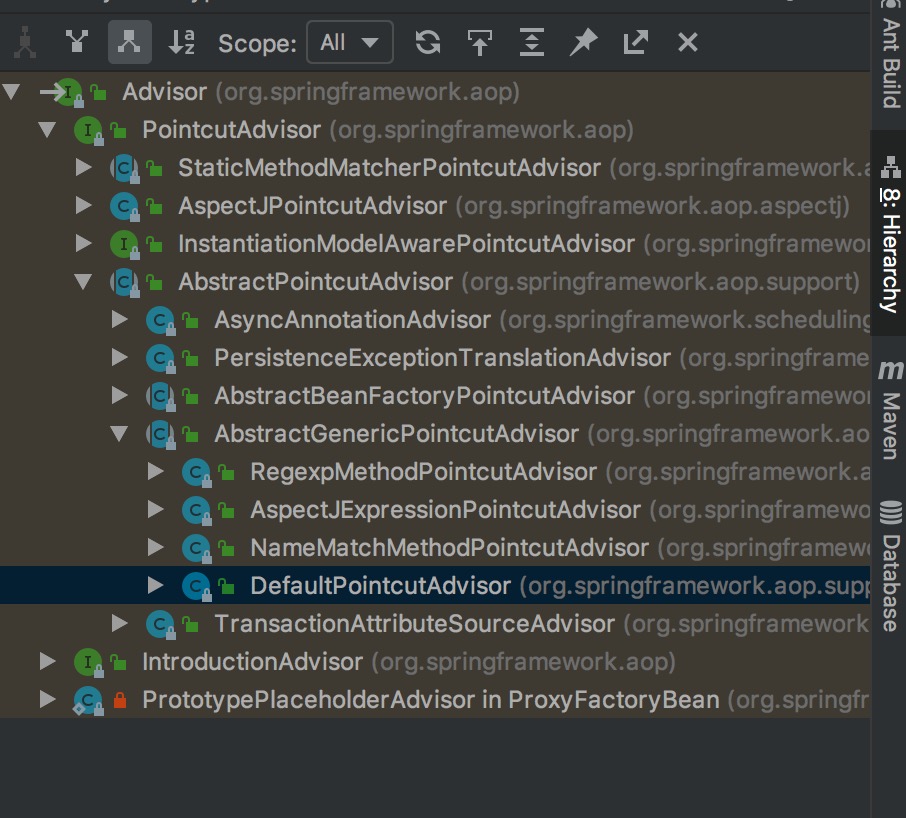 Scope: All
Advisor (org.springframework.aop)
PointcutAdvisor (org.springframework.aop)
StaticMethodMatcherPointcutAdvisor (org.springframework.a
AspectJPointcutAdvisor (org.springframework.aop.aspectj)
InstantiationModelAwarePointcutAdvisor (org.springframewor
AbstractPointcutAdvisor (org.springframework.aop.support)
AsyncAnnotationAdvisor (org.springframework.scheduling
PersistenceExceptionTranslationAdvisor (org.springframe
AbstractBeanFactoryPointcutAdvisor (org.springframewor
AbstractGenericPointcutAdvisor (org.springframework.ao
RegexpMethodPointcutAdvisor (org.springframework.a
AspectJExpressionPointcutAdvisor (org.springframewo
NameMatchMethodPointcutAdvisor (org.springframew
DefaultPointcutAdvisor (org.springframework.aop.supp
TransactionAttributeSourceAdvisor (org.springframework
IntroductionAdvisor (org.springframework.aop)
PrototypePlaceholderAdvisor in ProxyFactoryBean (org.springfr
Ant Build
8: Hierarchy
Maven
Database